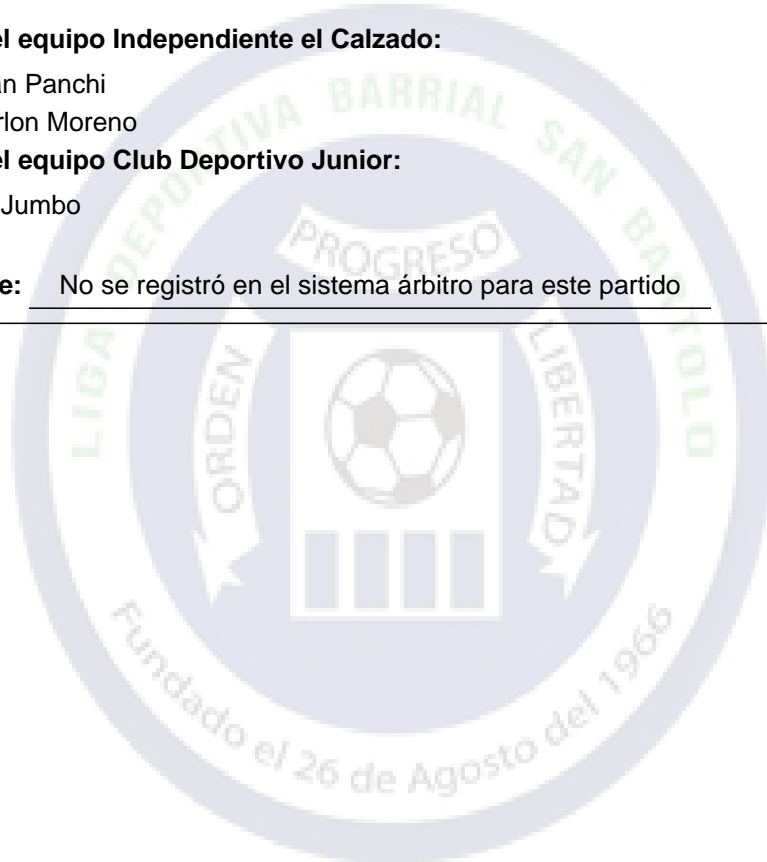 el equipo Independiente el Calzado:
an Panchi
rlon Moreno
el equipo Club Deportivo Junior:
Jumbo
e: No se registró en el sistema árbitro para este partido
LIGA DEPORTIVA BARRIAL SAN BARTOLO
PROGRESO
ORDEN
LIBERTAD
Fundado el 26 de Agosto del 1966